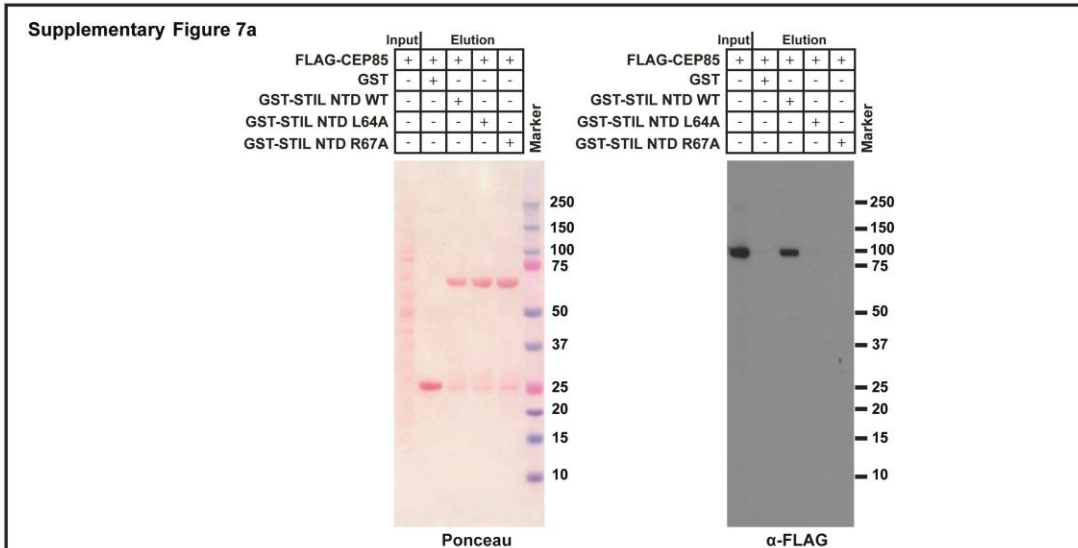 Supplementary Figure 7a
Input Elution
FLAG-CEP85 + + + + +
GST - + - - -
GST-STIL NTD WT - - + - -
GST-STIL NTD L64A - - - + -
GST-STIL NTD R67A - - - - +
Marker
250
150
100
75
50
37
25
20
15
10
Ponceau
Input Elution
FLAG-CEP85 + + + + +
GST - + - - -
GST-STIL NTD WT - - + - -
GST-STIL NTD L64A - - - + -
GST-STIL NTD R67A - - - - +
Marker
250
150
100
75
50
37
25
20
15
10
α-FLAG